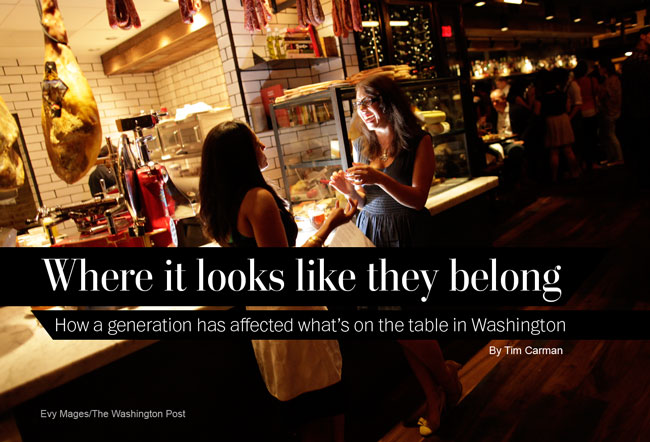 Where it looks like they belong
How a generation has affected what's on the table in Washington
By Tim Carman
Evy Mages/The Washington Post